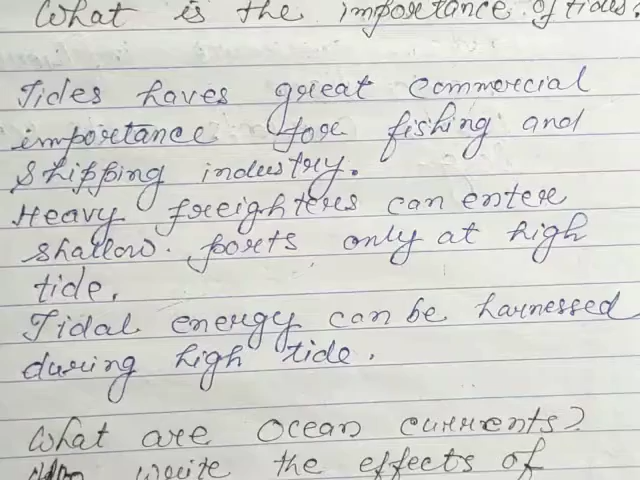 What is the importance of tides?
Tides haves great commercial
importance for fishing and
shipping industry.
Heavy freighters can enter
shallow. ports only at high
tide.
Tidal energy can be harnessed
during high tide.
What are Ocean currents?
write the effects of